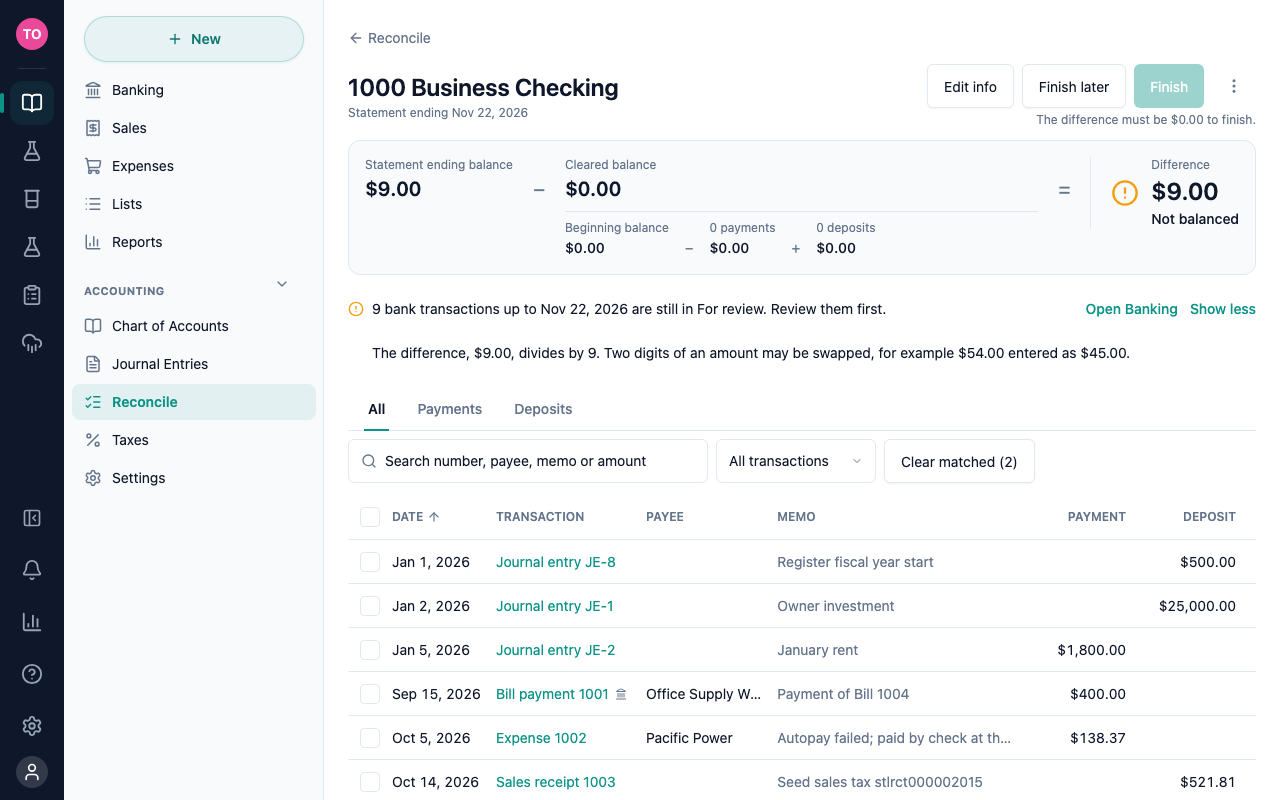 TO
New
Banking
Sales
Expenses
Lists
Reports
ACCOUNTING
Chart of Accounts
Journal Entries
Reconcile
Taxes
Settings
Reconcile
1000 Business Checking
Statement ending Nov 22, 2026
Edit info
Finish later
Finish
The difference must be $0.00 to finish.
Statement ending balance
$9.00
–
Cleared balance
$0.00
Beginning balance
$0.00
–
0 payments
$0.00
+
0 deposits
$0.00
=
Difference
$9.00
Not balanced
9 bank transactions up to Nov 22, 2026 are still in For review. Review them first. Open Banking Show less
The difference, $9.00, divides by 9. Two digits of an amount may be swapped, for example $54.00 entered as $45.00.
All Payments Deposits
Search number, payee, memo or amount All transactions Clear matched (2)
DATE TRANSACTION PAYEE MEMO PAYMENT DEPOSIT
Jan 1, 2026 Journal entry JE-8 Register fiscal year start $500.00
Jan 2, 2026 Journal entry JE-1 Owner investment $25,000.00
Jan 5, 2026 Journal entry JE-2 January rent $1,800.00
Sep 15, 2026 Bill payment 1001 Office Supply W... Payment of Bill 1004 $400.00
Oct 5, 2026 Expense 1002 Pacific Power Autopay failed; paid by check at th... $138.37
Oct 14, 2026 Sales receipt 1003 Seed sales tax stlrct000002015 $521.81